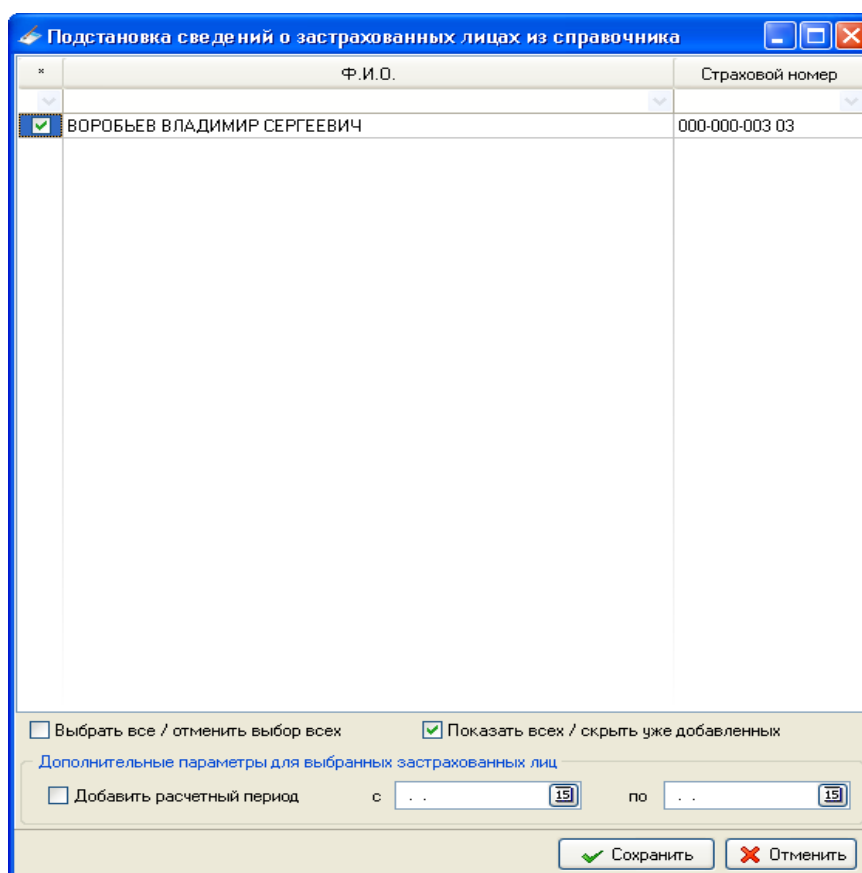 Подстановка сведений о застрахованных лицах из справочника
* Ф.И.О. Страховой номер
ВОРОБЬЕВ ВЛАДИМИР СЕРГЕЕВИЧ 000-000-003 03
Выбрать все / отменить выбор всех Показать всех / скрыть уже добавленных
Дополнительные параметры для выбранных застрахованных лиц
Добавить расчетный период с . . 15 по . . 15
Сохранить Отменить